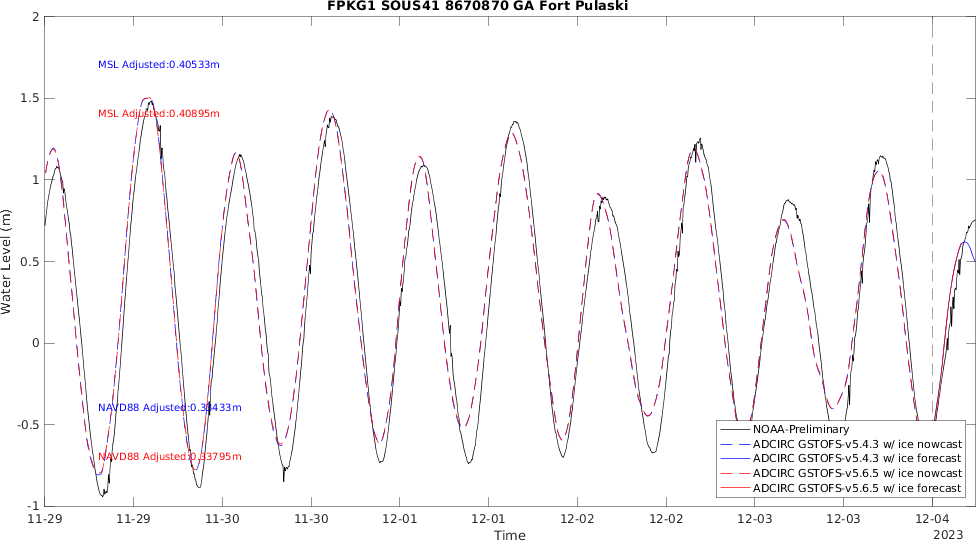 FPKG1 SOUS41 8670870 GA Fort Pulaski
2
1.5
1
0.5
0
-0.5
-1
Water Level (m)
MSL Adjusted:0.40533m
MSL Adjusted:0.40895m
NAVD88 Adjusted:0.33433m
NAVD88 Adjusted:0.33795m
NOAA-Preliminary
ADCIRC GSTOFS-v5.4.3 w/ ice nowcast
ADCIRC GSTOFS-v5.4.3 w/ ice forecast
ADCIRC GSTOFS-v5.6.5 w/ ice nowcast
ADCIRC GSTOFS-v5.6.5 w/ ice forecast
11-29 11-29 11-30 11-30 12-01 12-01 12-02 12-02 12-03 12-03 12-04
2023
Time